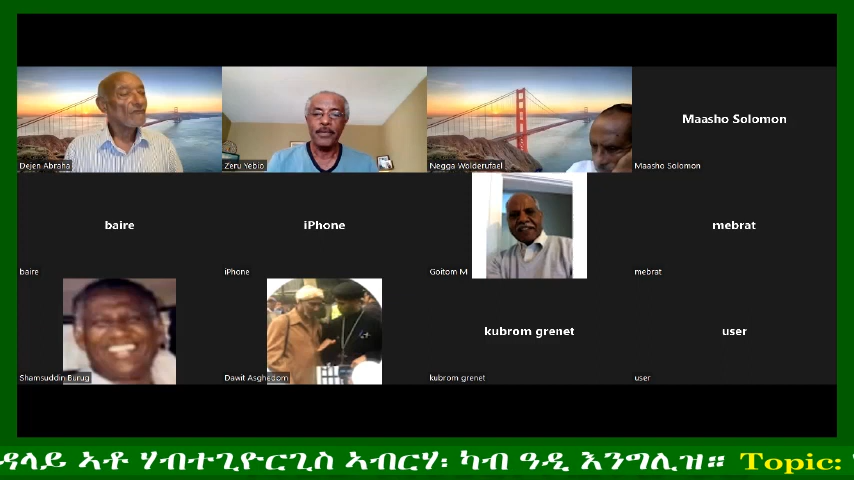 Maasho Solomon
Dejen Abraha
Zeru Yebio
Negga Wolderufael
Maasho Solomon
baire
iPhone
mebrat
baire
iPhone
Goitom M
mebrat
kubrom grenet
user
Shamsuddin Burug
Dawit Asghedom
kubrom grenet
user
ዳላይ ኣቶ ሃብተጊዮርጊስ ኣብርሃ፡ ካብ ዓዲ እንግሊዝ። Topic: